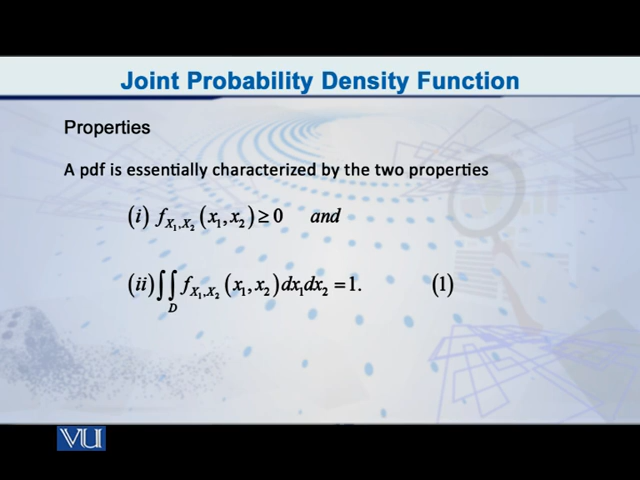 Joint Probability Density Function
Properties
A pdf is essentially characterized by the two properties
(i) f_{X₁,X₂}(x₁,x₂) ≥ 0 and
(ii) ∫∫_D f_{X₁,X₂}(x₁,x₂)dx₁dx₂ = 1. (1)
VU